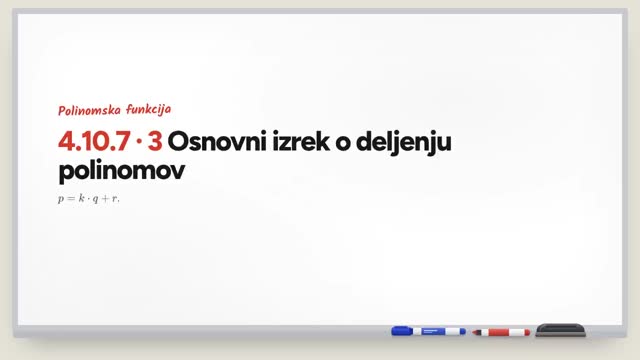 Polinomska funkcija
4.10.7 · 3 Osnovni izrek o deljenju
polinomov
p = k · q + r.